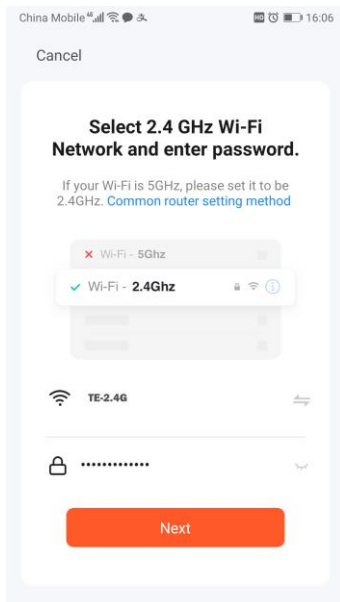 China Mobile 16:06
Cancel
Select 2.4 GHz Wi-Fi
Network and enter password.
If your Wi-Fi is 5GHz, please set it to be
2.4GHz. Common router setting method
Wi-Fi - 5Ghz
Wi-Fi - 2.4Ghz
TE-2.4G
•••••••••••••
Next